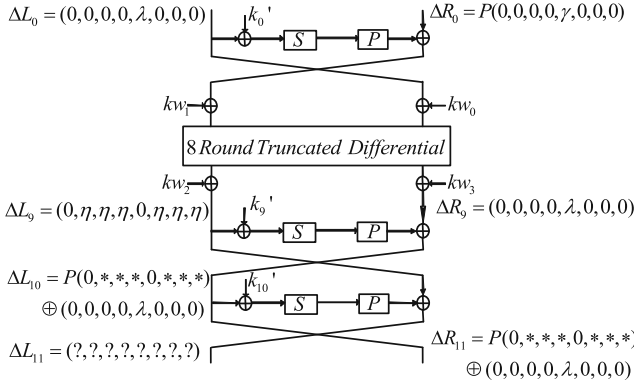 ΔL₀ = (0,0,0,0,λ,0,0,0)
k₀'
S
P
ΔR₀ = P(0,0,0,0,γ,0,0,0)
kw₁
kw₀
8 Round Truncated Differential
kw₂
kw₃
ΔL₉ = (0,η,η,η,0,η,η,η)
k₉'
S
P
ΔR₉ = (0,0,0,0,λ,0,0,0)
ΔL₁₀ = P(0,*,*,*,0,*,*,*)
⊕(0,0,0,0,λ,0,0,0)
k₁₀'
S
P
ΔL₁₁ = (?,?,?,?,?,?,?,?)
ΔR₁₁ = P(0,*,*,*,0,*,*,*)
⊕(0,0,0,0,λ,0,0,0)